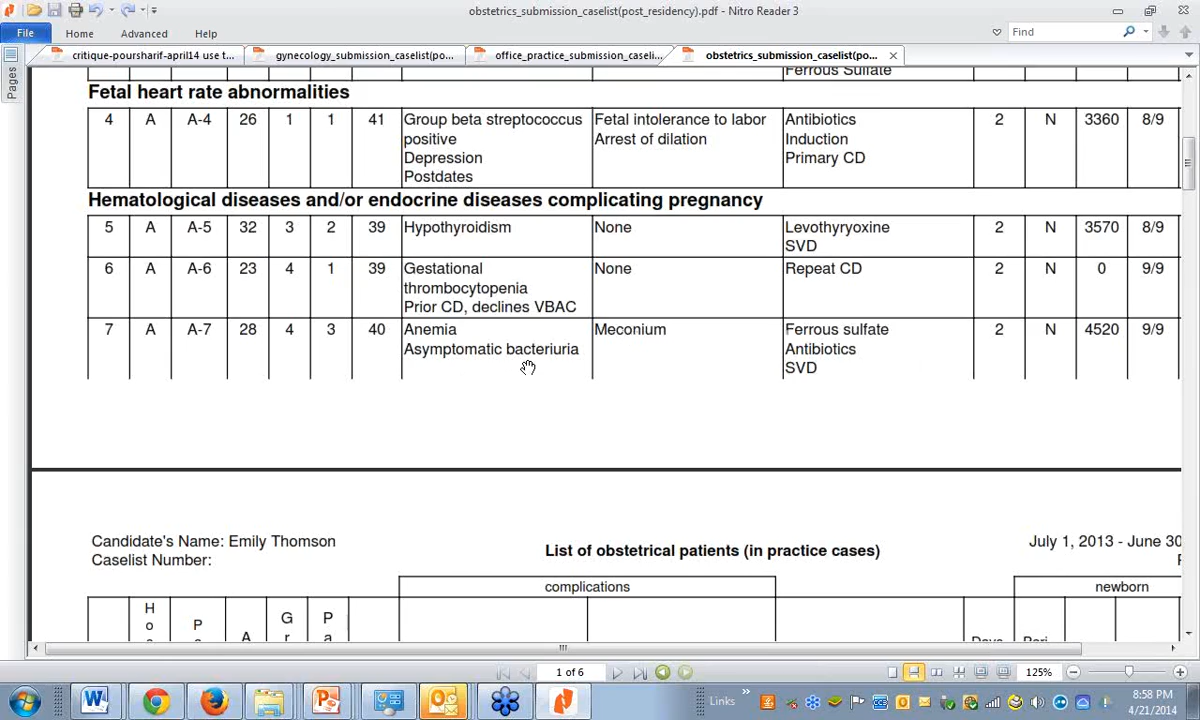 obstetrics_submission_caselist(post_residency).pdf - Nitro Reader 3
File Home Advanced Help Find
critique-poursharif-april14 use t... gynecology_submission_caselist(po... office_practice_submission_caseli... obstetrics_submission_caselist(po...
Pages
Ferrous Sulfate
Fetal heart rate abnormalities
4 A A-4 26 1 1 41 Group beta streptococcus Fetal intolerance to labor Antibiotics 2 N 3360 8/9
positive Arrest of dilation Induction
Depression Primary CD
Postdates
Hematological diseases and/or endocrine diseases complicating pregnancy
5 A A-5 32 3 2 39 Hypothyroidism None Levothyryoxine 2 N 3570 8/9
SVD
6 A A-6 23 4 1 39 Gestational None Repeat CD 2 N 0 9/9
thrombocytopenia
Prior CD, declines VBAC
7 A A-7 28 4 3 40 Anemia Meconium Ferrous sulfate 2 N 4520 9/9
Asymptomatic bacteriuria Antibiotics
SVD
Candidate's Name: Emily Thomson July 1, 2013 - June 30
Caselist Number: List of obstetrical patients (in practice cases)
complications newborn
H
o P A G r P a
1 of 6 125%
Links 8:58 PM
4/21/2014